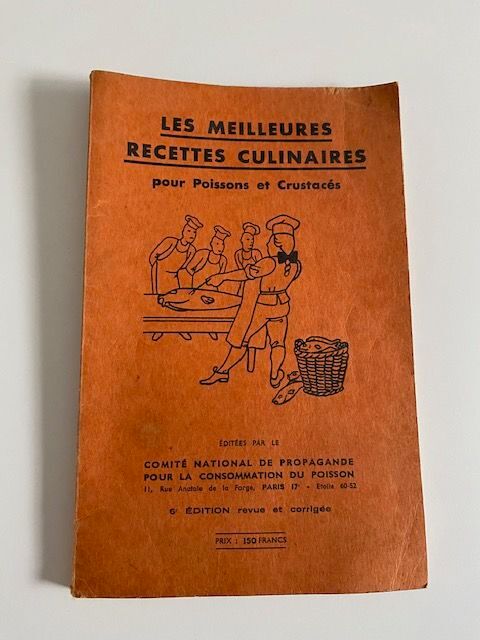 LES MEILLEURES
RECETTES CULINAIRES
pour Poissons et Crustacés
ÉDITÉES PAR LE
COMITÉ NATIONAL DE PROPAGANDE
POUR LA CONSOMMATION DU POISSON
11, Rue Anatole de la Forge, PARIS 17e - Etoile 60-52
6e ÉDITION revue et corrigée
PRIX : 150 FRANCS